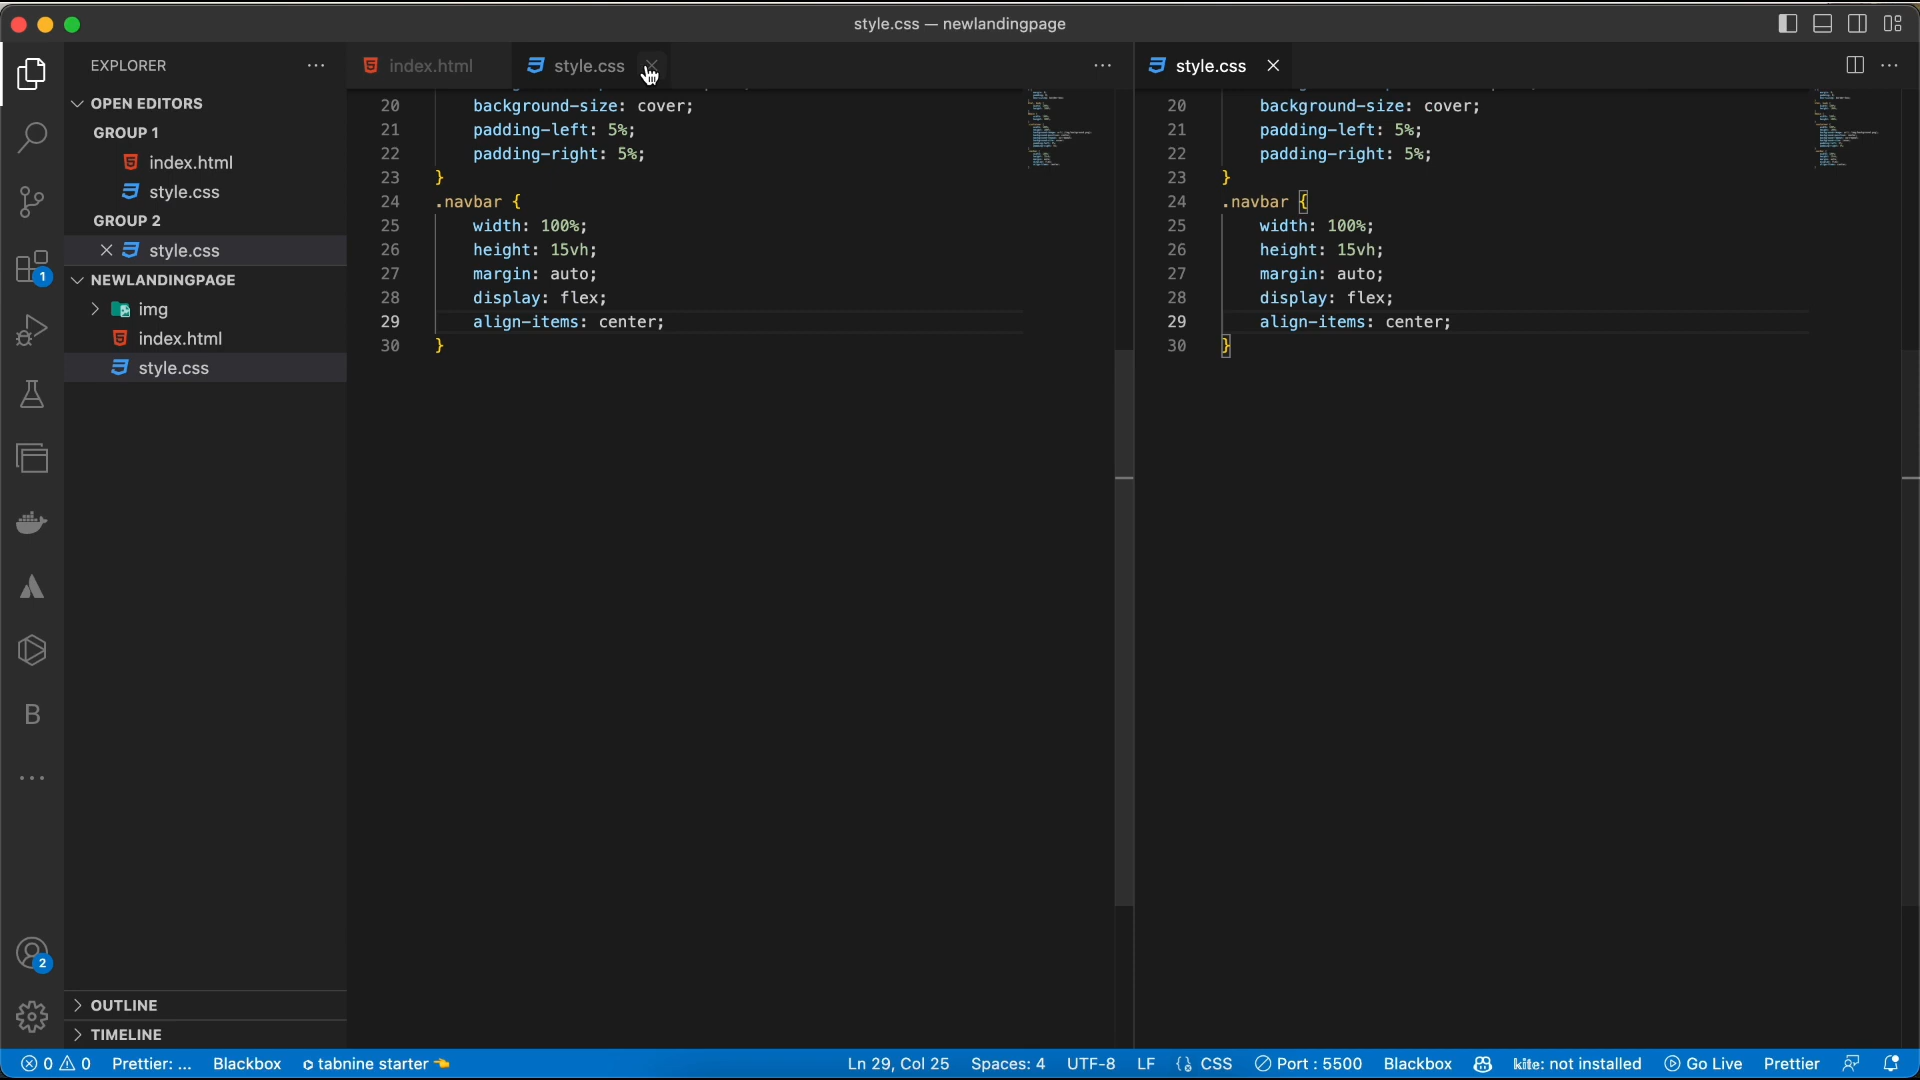 style.css — newlandingpage
EXPLORER
OPEN EDITORS
GROUP 1
index.html
style.css
GROUP 2
style.css
NEWLANDINGPAGE
img
index.html
style.css
OUTLINE
TIMELINE
1
B
2
index.html
style.css
20 background-size: cover;
21 padding-left: 5%;
22 padding-right: 5%;
23 }
24 .navbar {
25 width: 100%;
26 height: 15vh;
27 margin: auto;
28 display: flex;
29 align-items: center;
30 }
style.css
20 background-size: cover;
21 padding-left: 5%;
22 padding-right: 5%;
23 }
24 .navbar {
25 width: 100%;
26 height: 15vh;
27 margin: auto;
28 display: flex;
29 align-items: center;
30 }
0 0 Prettier: ... Blackbox tabnine starter Ln 29, Col 25 Spaces: 4 UTF-8 LF {} CSS Port : 5500 Blackbox kite: not installed Go Live Prettier